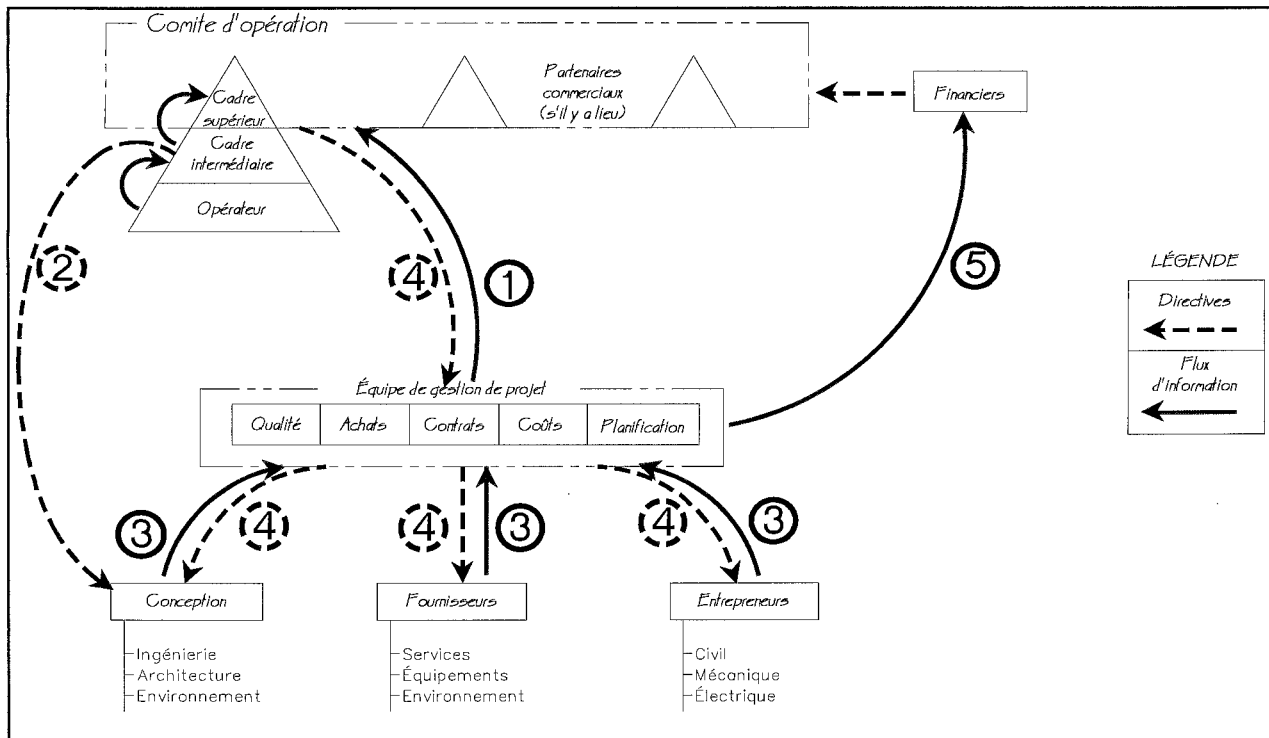 Comite d'opération
Cadre
supérieur
Cadre
intermédiaire
Opérateur
Partenaires
commerciaux
(s'il y a lieu)
Financiers
2
4
1
5
LÉGENDE
Directives
Flux
d'information
Équipe de gestion de projet
Qualité
Achats
Contrats
Coûts
Planification
3
4
4
3
4
3
Conception
Fournisseurs
Entrepreneurs
Ingénierie
Architecture
Environnement
Services
Équipements
Environnement
Civil
Mécanique
Électrique